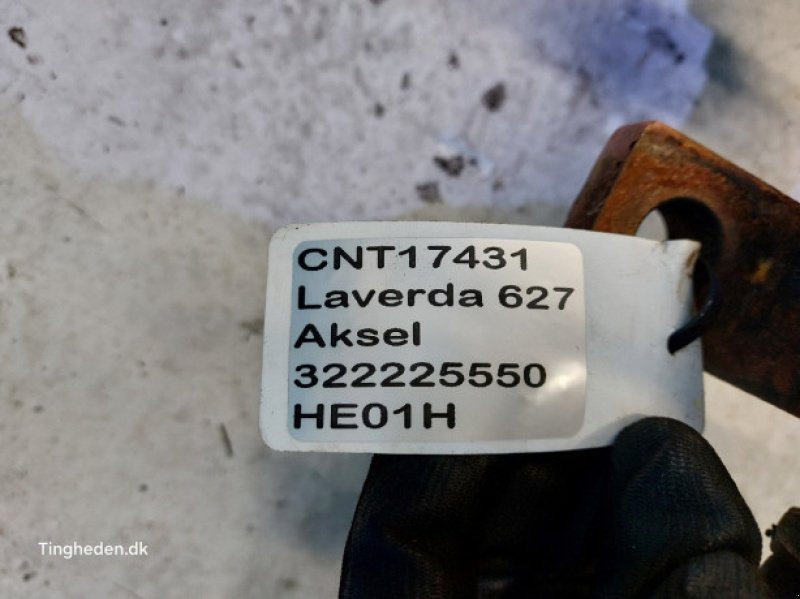 CNT17431
Laverda 627
Aksel
322225550
HE01H
Tingheden.dk